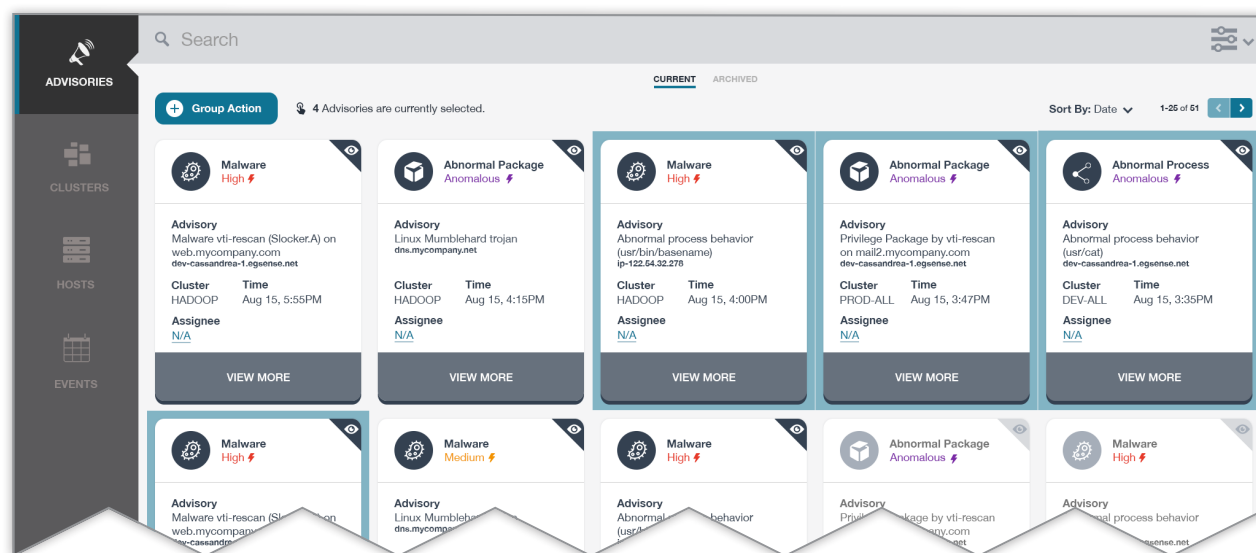 Search
ADVISORIES
CURRENT ARCHIVED
Group Action
4 Advisories are currently selected.
Sort By: Date
1-25 of 51
CLUSTERS
HOSTS
EVENTS
Malware
High
Advisory
Malware vti-rescan (Slocker.A) on
web.mycompany.com
dev-cassandrea-1.egsense.net
Cluster Time
HADOOP Aug 15, 5:55PM
Assignee
N/A
VIEW MORE
Abnormal Package
Anomalous
Advisory
Linux Mumblehard trojan
dns.mycompany.net
Cluster Time
HADOOP Aug 15, 4:15PM
Assignee
N/A
VIEW MORE
Malware
High
Advisory
Abnormal process behavior
(usr/bin/basename)
ip-122.54.32.278
Cluster Time
HADOOP Aug 15, 4:00PM
Assignee
N/A
VIEW MORE
Abnormal Package
Anomalous
Advisory
Privilege Package by vti-rescan
on mail2.mycompany.com
dev-cassandrea-1.egsense.net
Cluster Time
PROD-ALL Aug 15, 3:47PM
Assignee
N/A
VIEW MORE
Abnormal Process
Anomalous
Advisory
Abnormal process behavior
(usr/cat)
dev-cassandrea-1.egsense.net
Cluster Time
DEV-ALL Aug 15, 3:35PM
Assignee
N/A
VIEW MORE
Malware
High
Advisory
Malware vti-rescan on
Malware
Medium
Advisory
Linux
Malware
High
Advisory
Abnormal behavior
Abnormal Package
Anomalous
Advisory
by vti-rescan
Malware
High
Advisory
process behavior